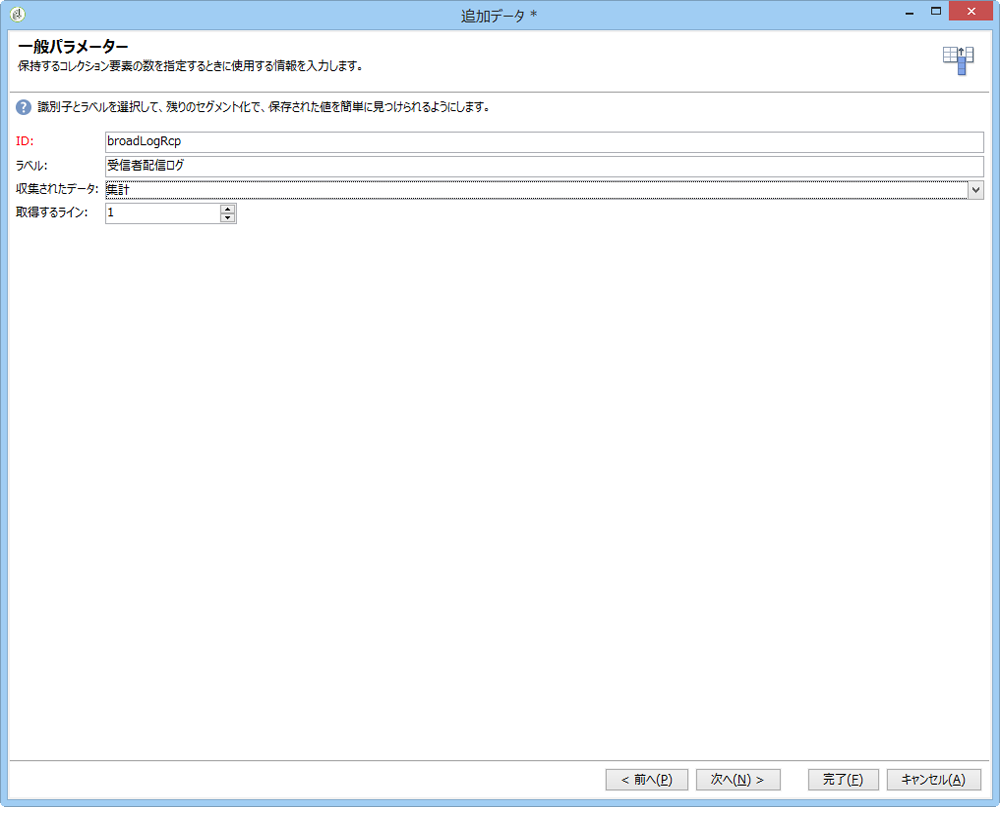 追加データ *
一般パラメーター
保持するコレクション要素の数を指定するときに使用する情報を入力します。
識別子とラベルを選択して、残りのセグメント化で、保存された値を簡単に見つけられるようにします。
ID: broadLogRcp
ラベル: 受信者配信ログ
収集されたデータ: 集計
取得するライン: 1
< 前へ(P) 次へ(N) > 完了(F) キャンセル(A)